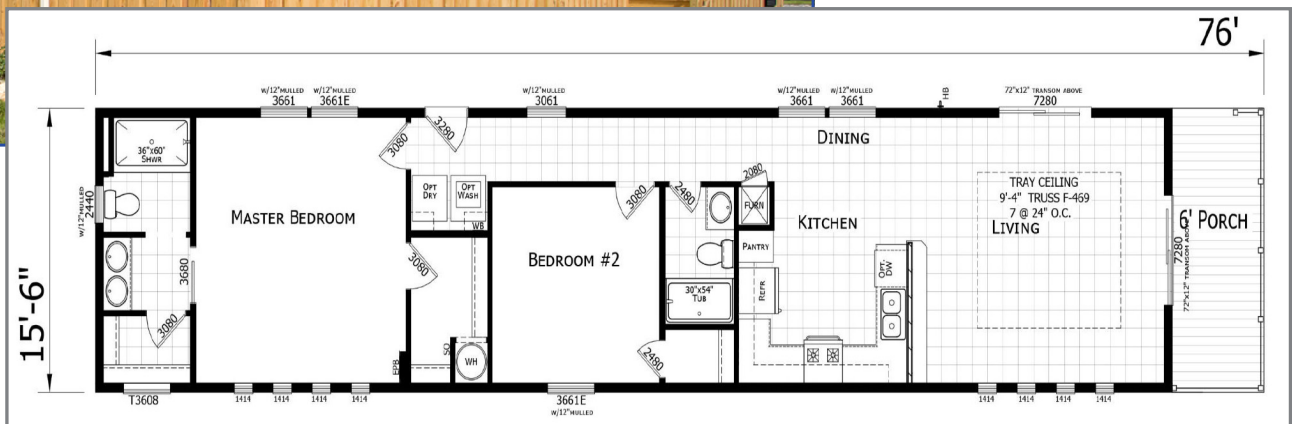 76'
W/12"MULLED W/12"MULLED W/12"MULLED W/12"MULLED W/12"MULLED 72"x12" TRANSOM ABOVE
3661 3661E 3061 3661 3661 HB 7280
15'-6"
36"x60"
SHWR
W/12"MULLED
2440
3680
3080
T3608
MASTER BEDROOM
3080
3280
OPT
DRY
OPT
WASH
WB
3080
SO
WH
EPB
1414 1414 1414 1414
BEDROOM #2
3080
2480
3661E
W/12"MULLED
2480
30"x54"
TUB
2080
FURN
PANTRY
REFR
KITCHEN
DINING
OPT.
DW
TRAY CEILING
9'-4" TRUSS F-469
7 @ 24" O.C.
LIVING
1414 1414 1414 1414
7280
72"x12" TRANSOM ABOVE
6' PORCH